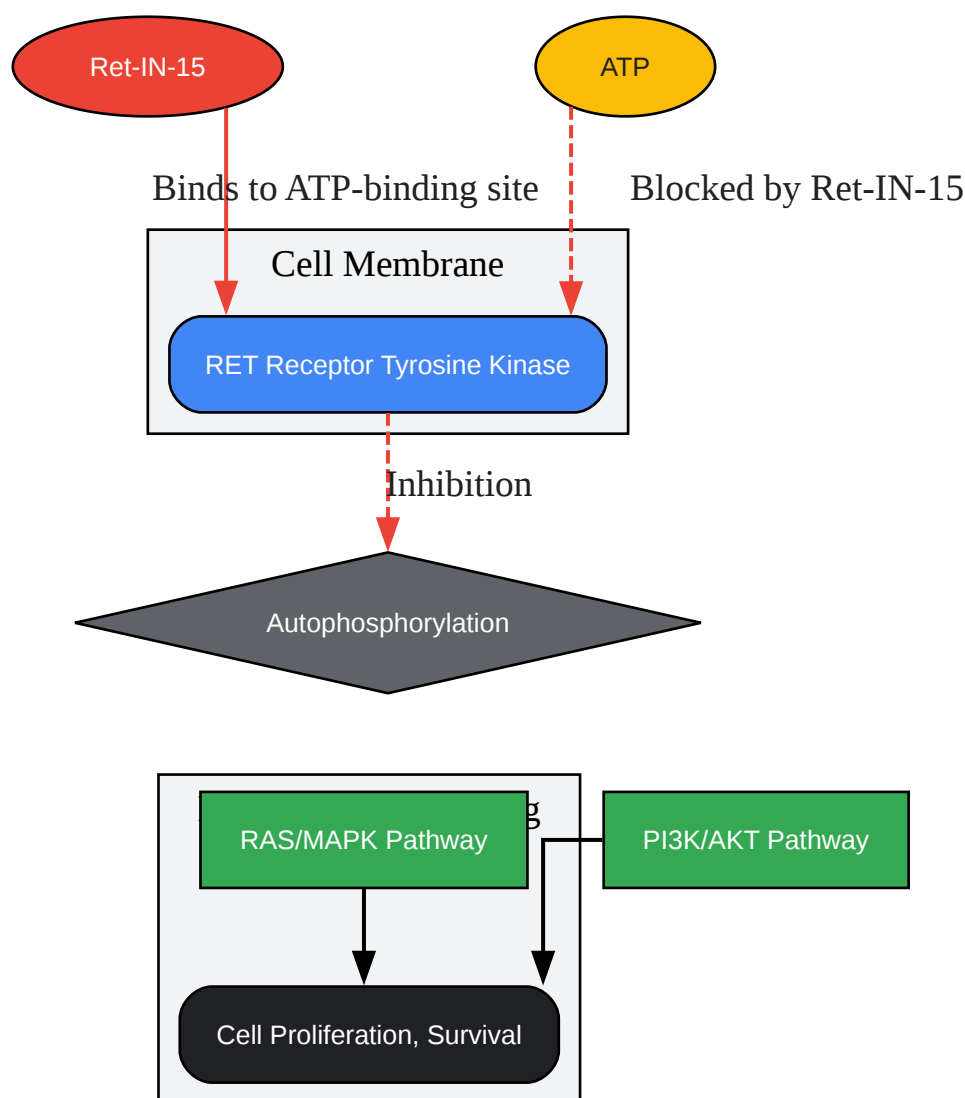 Ret-IN-15
ATP
Binds to ATP-binding site
Blocked by Ret-IN-15
Cell Membrane
RET Receptor Tyrosine Kinase
Inhibition
Autophosphorylation
RAS/MAPK Pathway
PI3K/AKT Pathway
Cell Proliferation, Survival